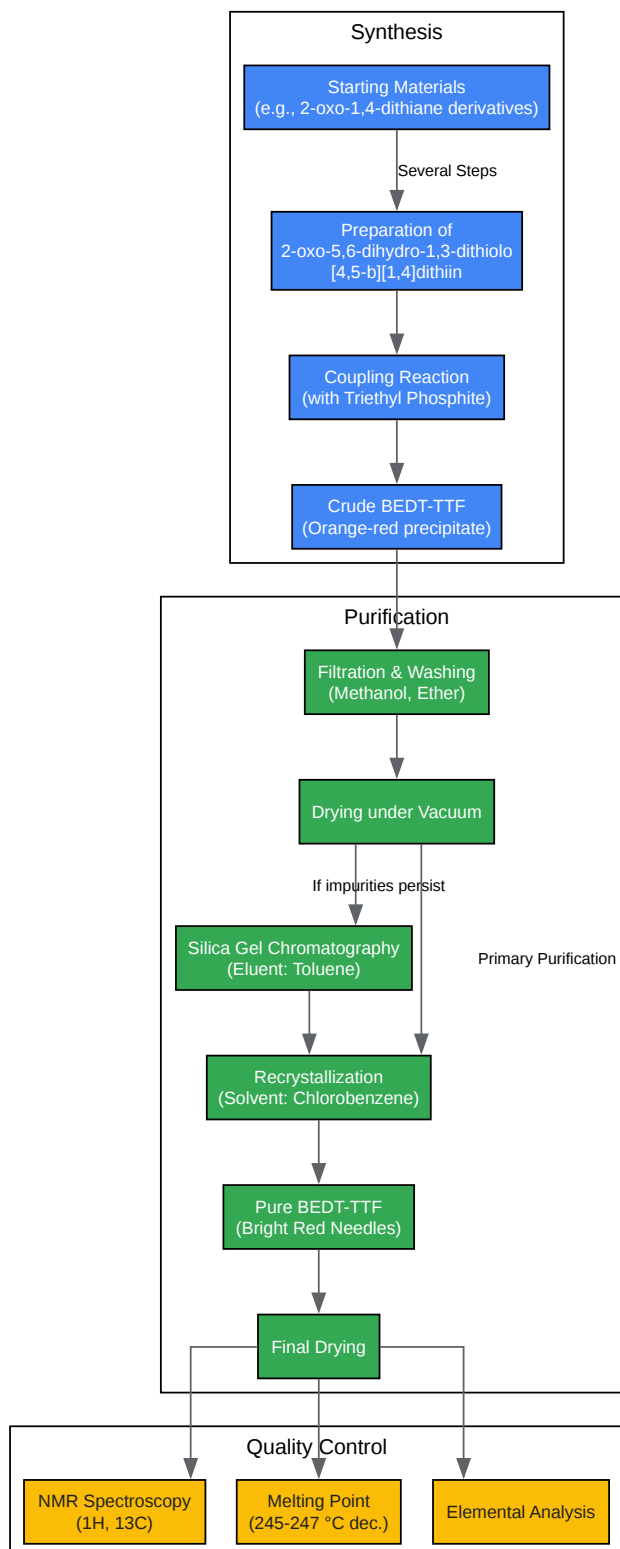 Synthesis
Starting Materials
(e.g., 2-oxo-1,4-dithiane derivatives)
Several Steps
Preparation of
2-oxo-5,6-dihydro-1,3-dithiolo
[4,5-b][1,4]dithiin
Coupling Reaction
(with Triethyl Phosphite)
Crude BEDT-TTF
(Orange-red precipitate)
Purification
Filtration & Washing
(Methanol, Ether)
Drying under Vacuum
If impurities persist
Silica Gel Chromatography
(Eluent: Toluene)
Primary Purification
Recrystallization
(Solvent: Chlorobenzene)
Pure BEDT-TTF
(Bright Red Needles)
Final Drying
Quality Control
NMR Spectroscopy
(1H, 13C)
Melting Point
(245-247 °C dec.)
Elemental Analysis